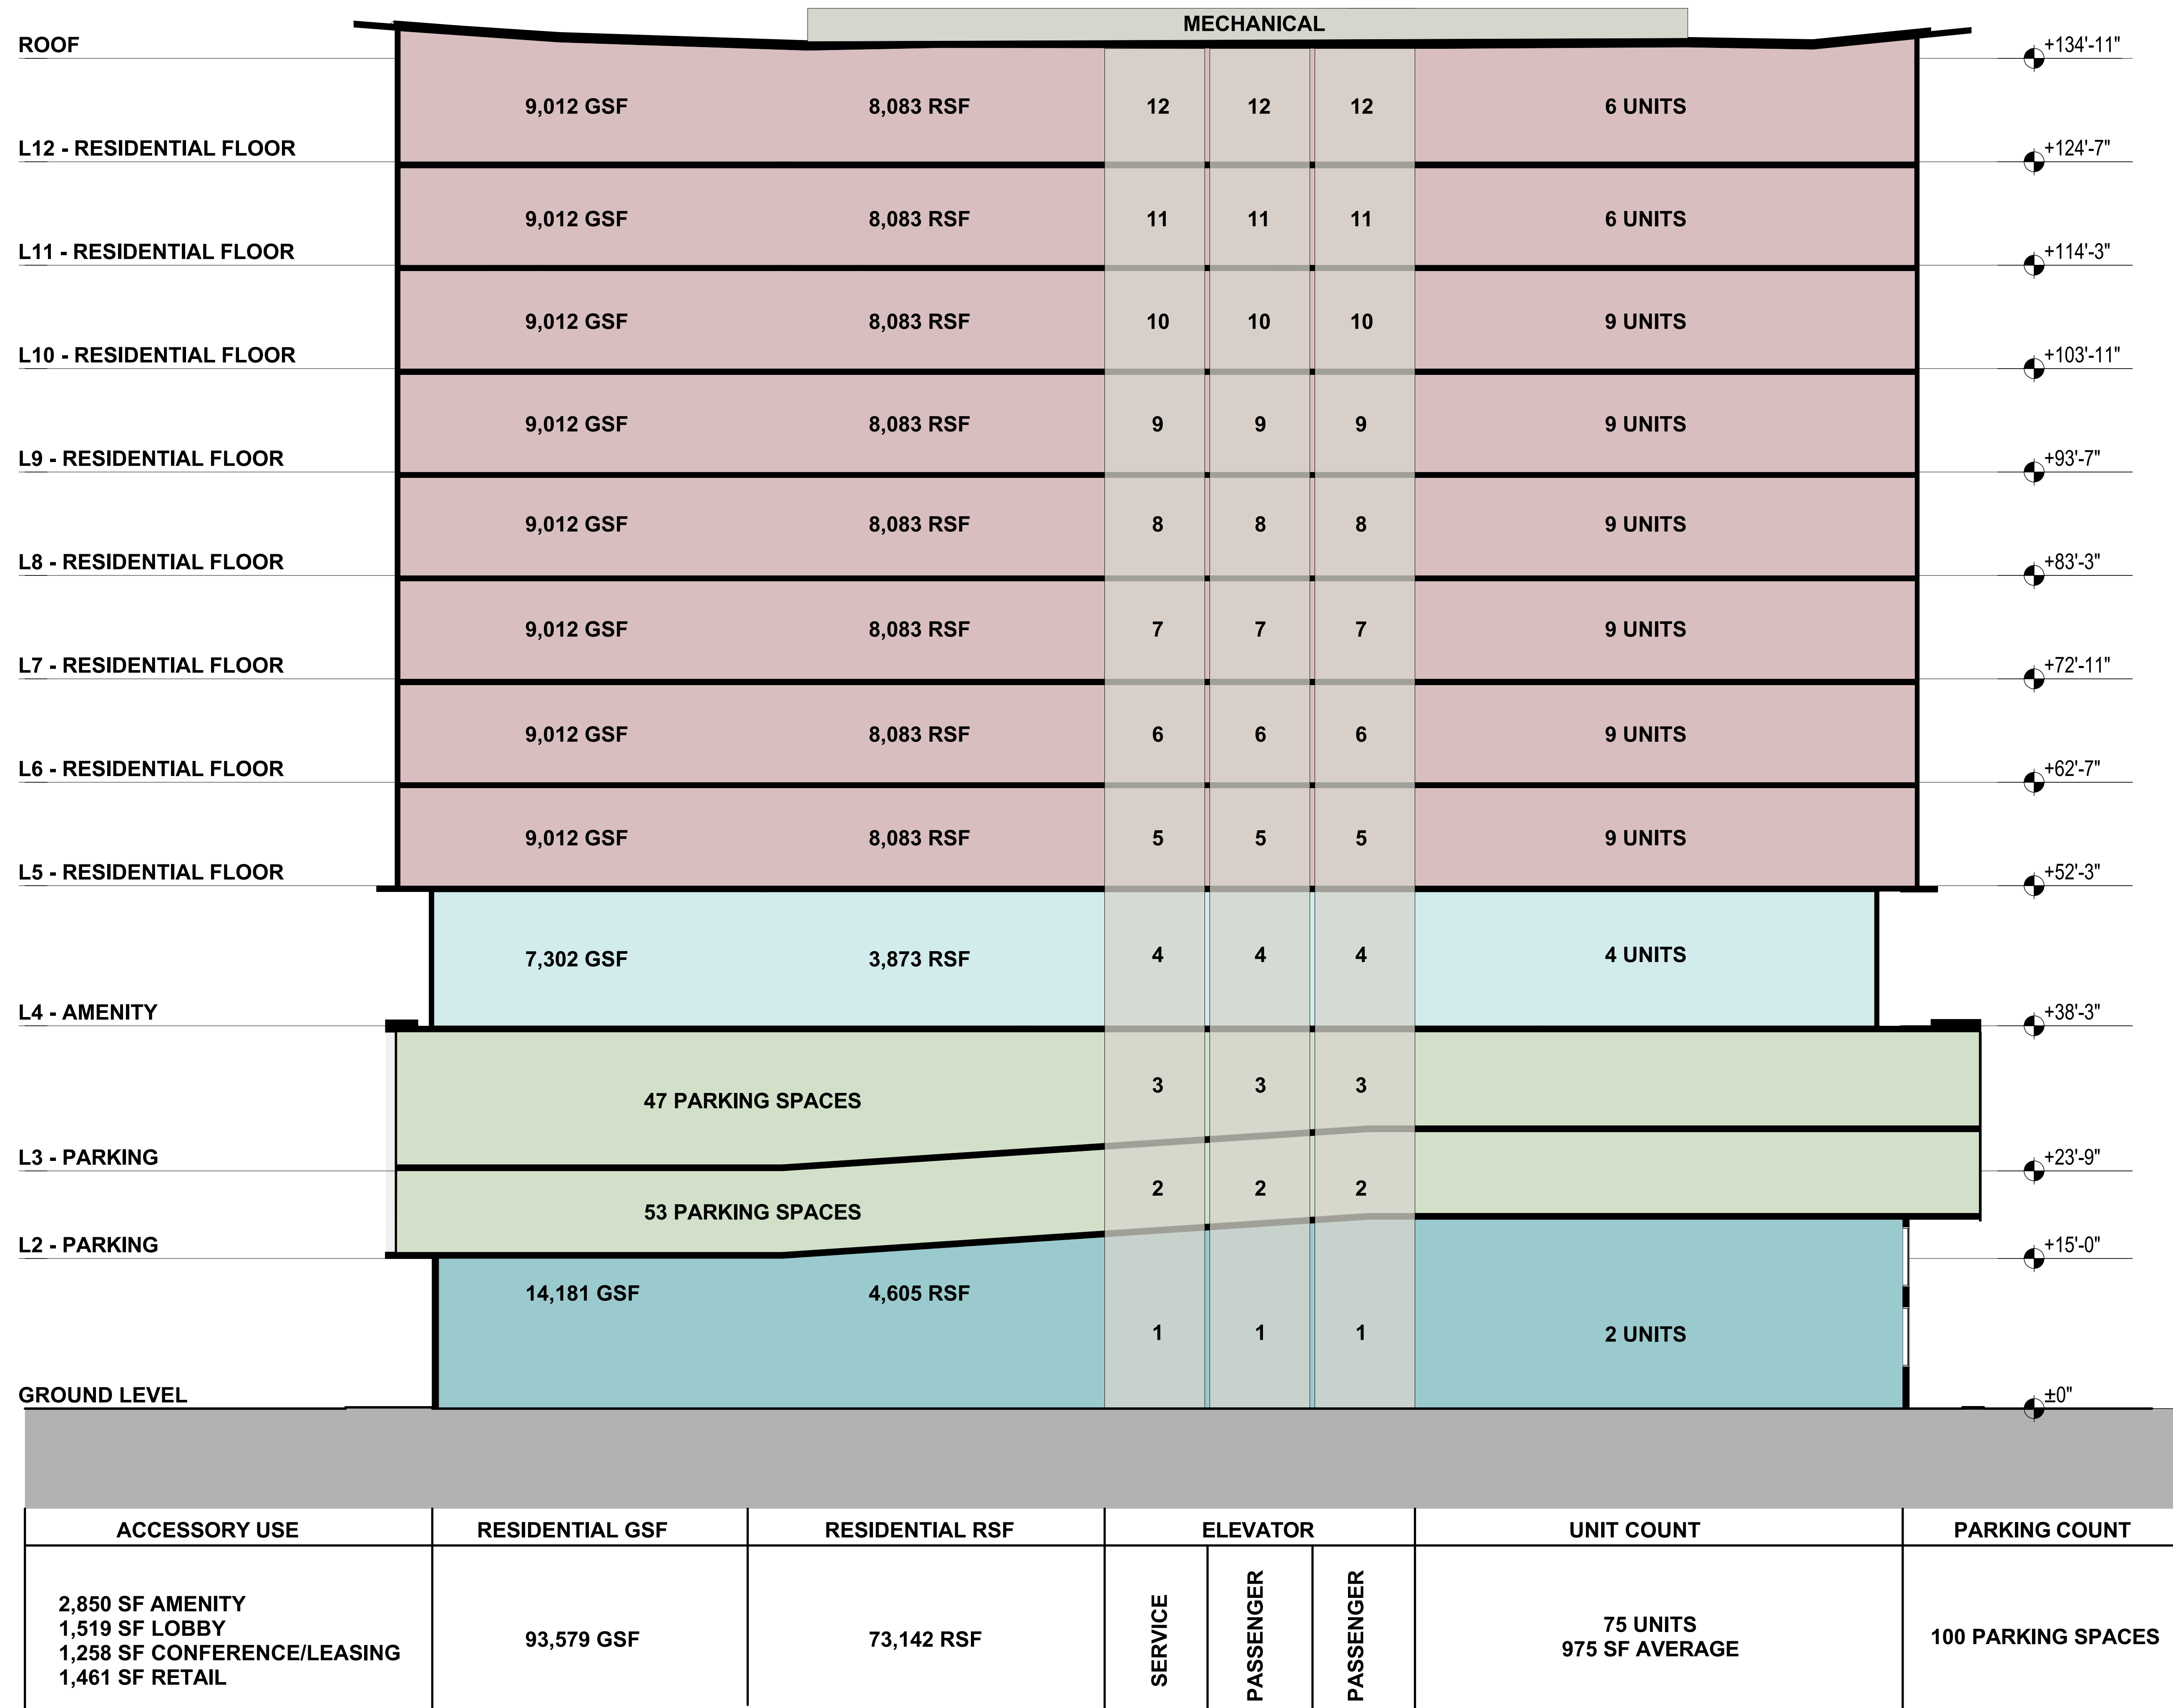 MECHANICAL
ROOF
+134'-11"
9,012 GSF 8,083 RSF 12 12 12 6 UNITS
L12 - RESIDENTIAL FLOOR
+124'-7"
9,012 GSF 8,083 RSF 11 11 11 6 UNITS
L11 - RESIDENTIAL FLOOR
+114'-3"
9,012 GSF 8,083 RSF 10 10 10 9 UNITS
L10 - RESIDENTIAL FLOOR
+103'-11"
9,012 GSF 8,083 RSF 9 9 9 9 UNITS
L9 - RESIDENTIAL FLOOR
+93'-7"
9,012 GSF 8,083 RSF 8 8 8 9 UNITS
L8 - RESIDENTIAL FLOOR
+83'-3"
9,012 GSF 8,083 RSF 7 7 7 9 UNITS
L7 - RESIDENTIAL FLOOR
+72'-11"
9,012 GSF 8,083 RSF 6 6 6 9 UNITS
L6 - RESIDENTIAL FLOOR
+62'-7"
9,012 GSF 8,083 RSF 5 5 5 9 UNITS
L5 - RESIDENTIAL FLOOR
+52'-3"
7,302 GSF 3,873 RSF 4 4 4 4 UNITS
L4 - AMENITY
+38'-3"
47 PARKING SPACES 3 3 3
L3 - PARKING
+23'-9"
53 PARKING SPACES 2 2 2
L2 - PARKING
+15'-0"
14,181 GSF 4,605 RSF 1 1 1 2 UNITS
GROUND LEVEL
±0"
ACCESSORY USE RESIDENTIAL GSF RESIDENTIAL RSF ELEVATOR UNIT COUNT PARKING COUNT
2,850 SF AMENITY
1,519 SF LOBBY
1,258 SF CONFERENCE/LEASING
1,461 SF RETAIL
93,579 GSF
73,142 RSF
SERVICE
PASSENGER
PASSENGER
75 UNITS
975 SF AVERAGE
100 PARKING SPACES